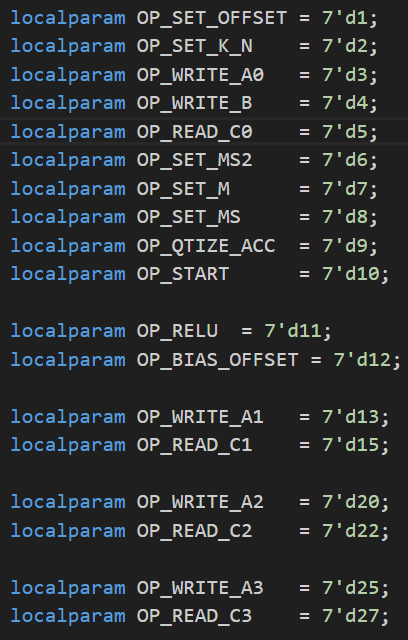 localparam OP_SET_OFFSET = 7'd1;
localparam OP_SET_K_N    = 7'd2;
localparam OP_WRITE_A0   = 7'd3;
localparam OP_WRITE_B    = 7'd4;
localparam OP_READ_C0    = 7'd5;
localparam OP_SET_MS2    = 7'd6;
localparam OP_SET_M      = 7'd7;
localparam OP_SET_MS     = 7'd8;
localparam OP_QTIZE_ACC  = 7'd9;
localparam OP_START      = 7'd10;
localparam OP_RELU  = 7'd11;
localparam OP_BIAS_OFFSET = 7'd12;
localparam OP_WRITE_A1   = 7'd13;
localparam OP_READ_C1    = 7'd15;
localparam OP_WRITE_A2   = 7'd20;
localparam OP_READ_C2    = 7'd22;
localparam OP_WRITE_A3   = 7'd25;
localparam OP_READ_C3    = 7'd27;